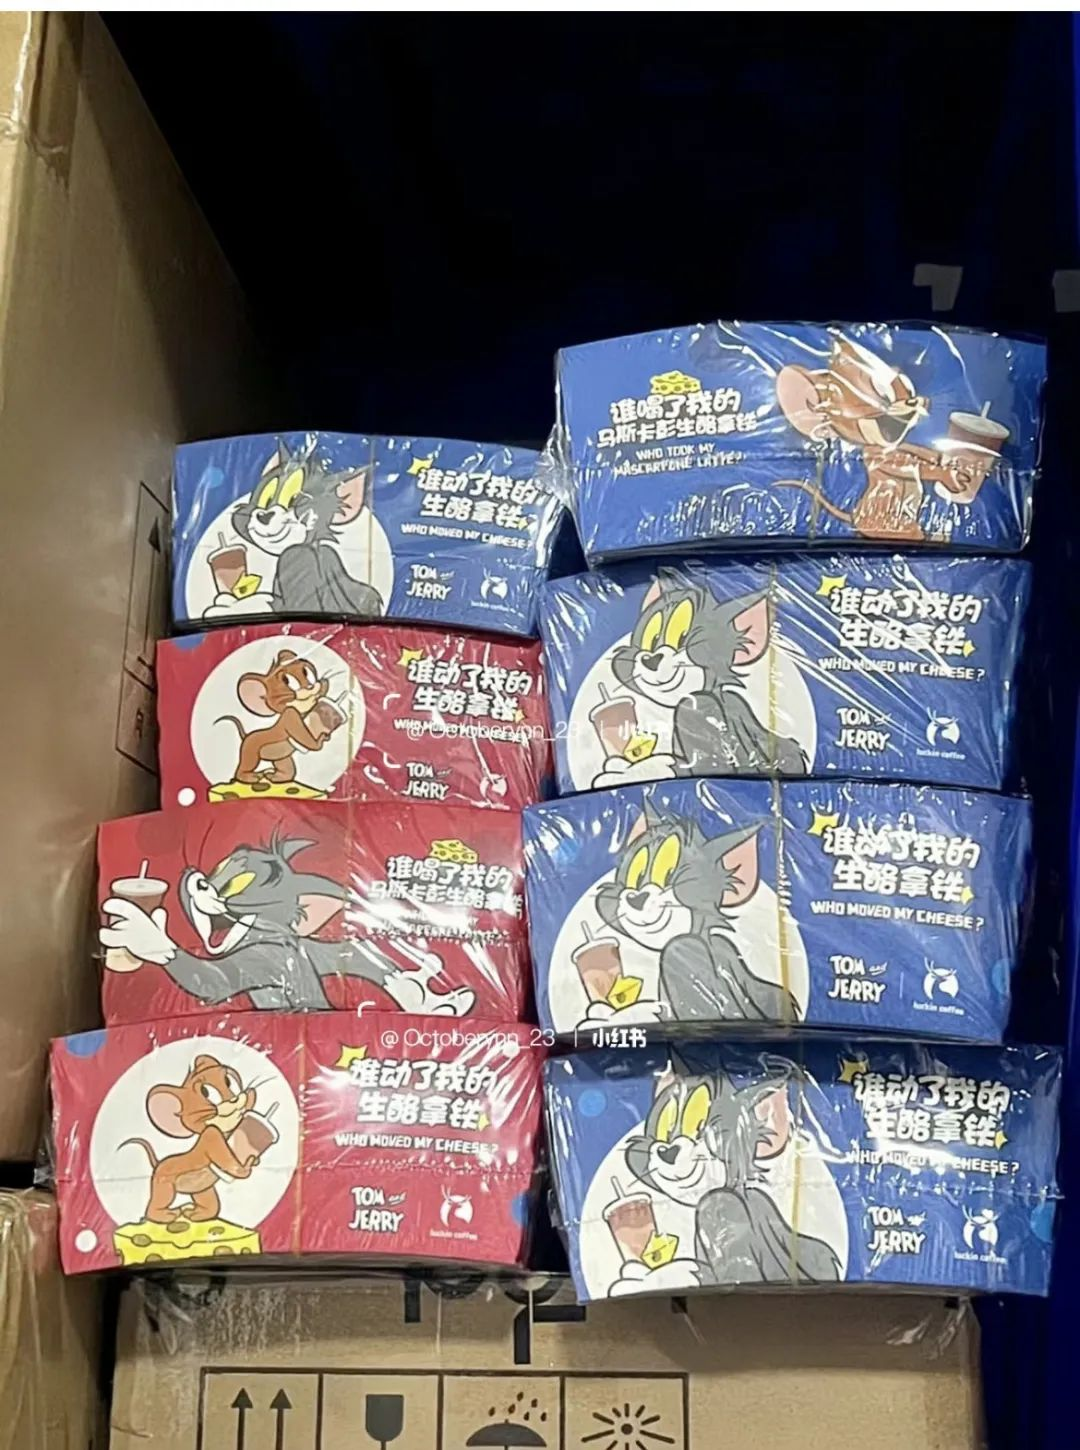 谁喝了我的
马斯卡彭生酪拿铁
WHO TOOK MY
MASCARPONE LATTE?
谁动了我的
生酪拿铁
WHO MOVED MY CHEESE?
TOM and
JERRY
luckin coffee
谁动了我的
生酪拿铁
WHO MOVED MY CHEESE?
TOM and
JERRY
luckin coffee
谁动了我的
生酪拿铁
WHO MOVED MY CHEESE?
TOM and
JERRY
@Octoberynn_23 | 小红书
谁动了我的
生酪拿铁
WHO MOVED MY CHEESE?
TOM and
JERRY
luckin coffee
谁喝了我的
马斯卡彭生酪拿铁
@Octoberynn_23 | 小红书
谁动了我的
生酪拿铁
WHO MOVED MY CHEESE?
TOM and
JERRY
luckin coffee
谁动了我的
生酪拿铁
WHO MOVED MY CHEESE?
TOM and
JERRY
luckin coffee